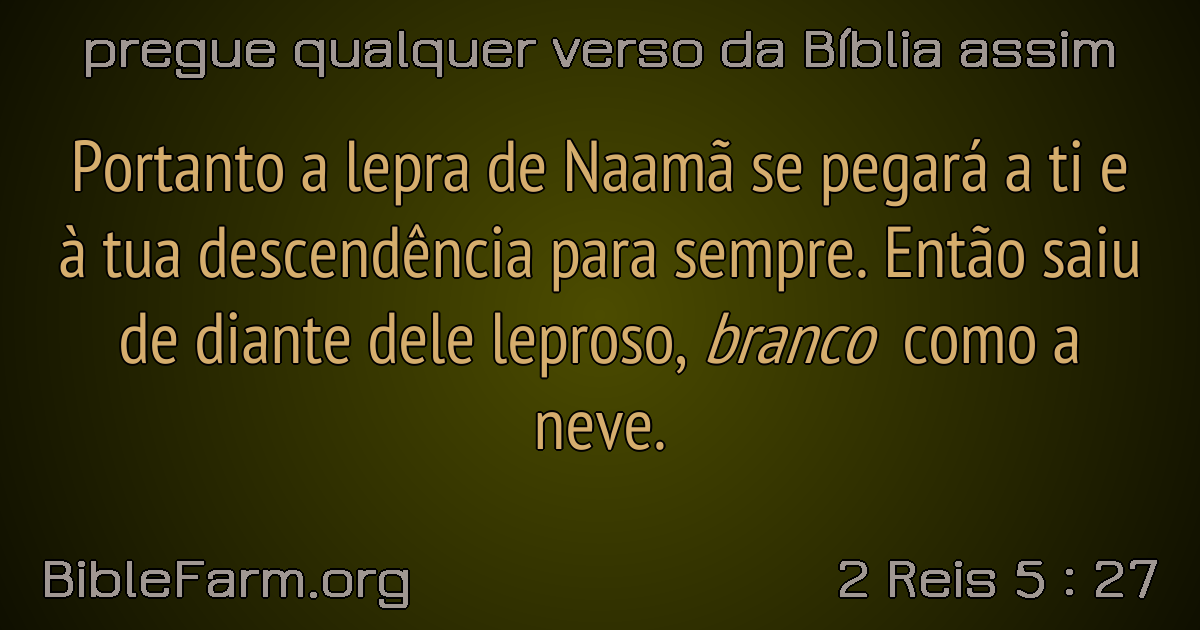 pregue qualquer verso da Bíblia assim
Portanto a lepra de Naamã se pegará a ti e
à tua descendência para sempre. Então saiu
de diante dele leproso, branco como a
neve.
BibleFarm.org
2 Reis 5 : 27